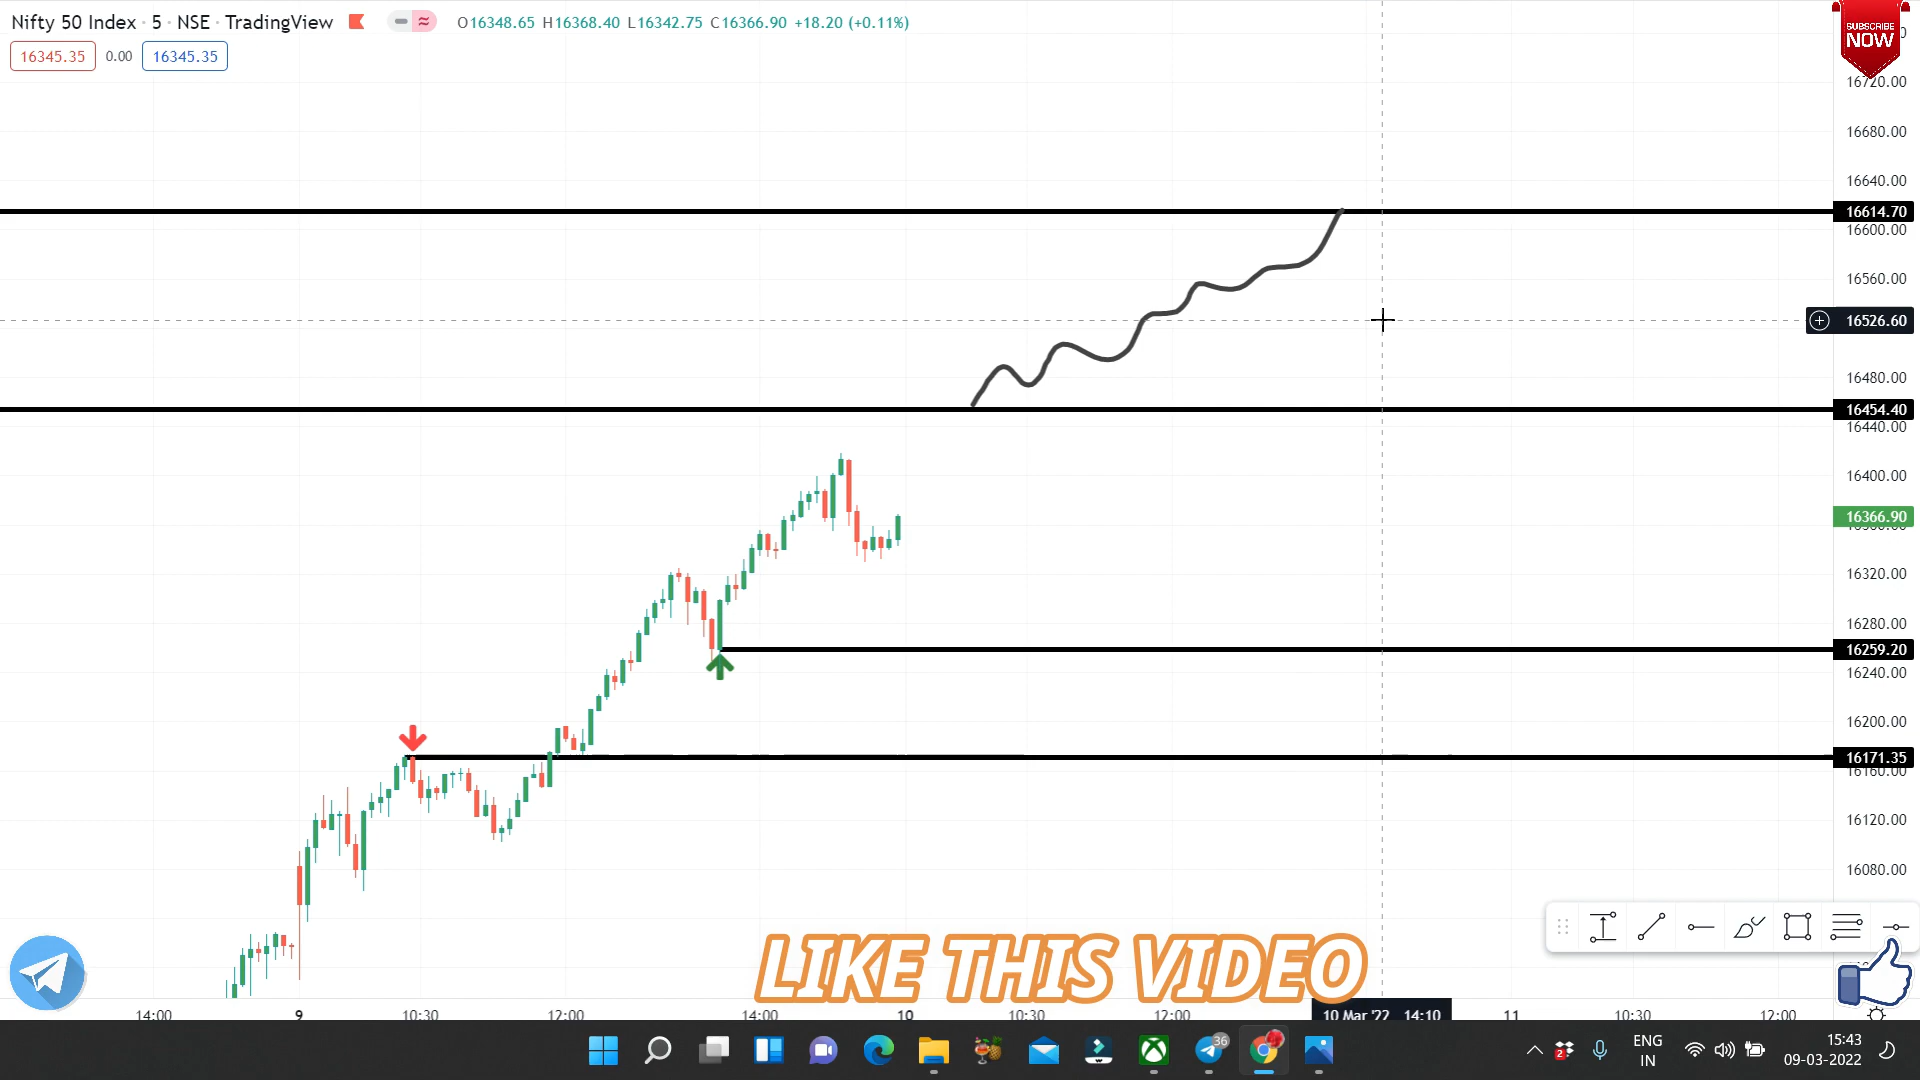 Nifty 50 Index · 5 · NSE · TradingView
O16348.65 H16368.40 L16342.75 C16366.90 +18.20 (+0.11%)
16345.35 0.00 16345.35
SUBSCRIBE
NOW
16720.00
16680.00
16640.00
16614.70
16600.00
16560.00
16526.60
16480.00
16454.40
16440.00
16400.00
16366.90
16320.00
16280.00
16259.20
16240.00
16200.00
16171.35
16160.00
16120.00
16080.00
LIKE THIS VIDEO
14:00 9 10:30 12:00 14:00 10 10:30 12:00 10 Mar '22 14:10 11 10:30 12:00
36
2
ENG
IN
15:43
09-03-2022